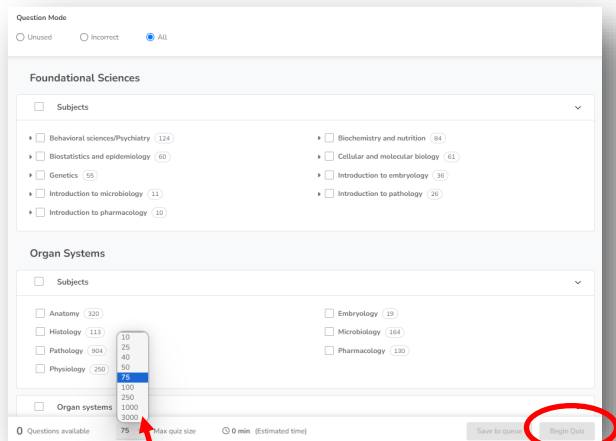 Question Mode
Unused Incorrect All
Foundational Sciences
Subjects
Behavioral sciences/Psychiatry 124
Biochemistry and nutrition 84
Biostatistics and epidemiology 60
Cellular and molecular biology 61
Genetics 55
Introduction to embryology 36
Introduction to microbiology 11
Introduction to pathology 26
Introduction to pharmacology 10
Organ Systems
Subjects
Anatomy 320
Embryology 19
Histology 113
Microbiology 164
Pathology 904
Pharmacology 130
Physiology 250
10
25
40
50
75
100
250
1000
3000
Organ systems
0 Questions available 75 Max quiz size 0 min (Estimated time) Save to queue Begin Quiz